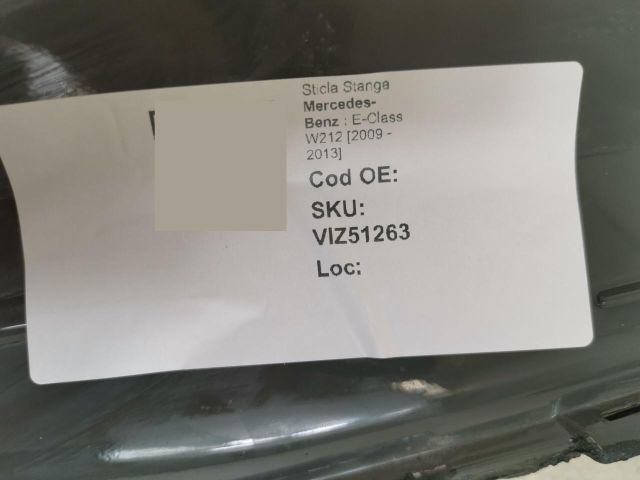 Sticla Stanga
Mercedes-
Benz : E-Class
W212 [2009 -
2013]
Cod OE:
SKU:
VIZ51263
Loc: